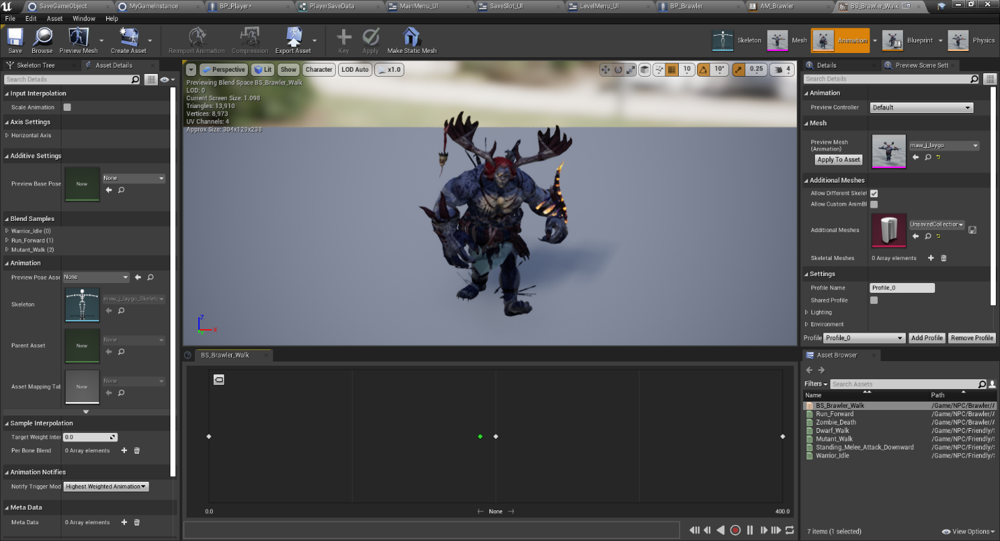 SaveGameObject
MyGameInstance
BP_Player*
PlayerSaveData
MainMenu_UI
SaveSlot_UI
LevelMenu_UI
BP_Brawler
AM_Brawler
BS_Brawler_Walk
File Edit Asset Window Help
Save
Browse
Preview Mesh
Create Asset
Reimport Animation
Compression
Export Asset
Key
Apply
Make Static Mesh
Skeleton
Mesh
Animation
Blueprint
Physics
Skeleton Tree
Asset Details
Search Details
Input Interpolation
Scale Animation
Axis Settings
Horizontal Axis
Additive Settings
Preview Base Pose
None
None
Blend Samples
Warrior_Idle (0)
Run_Forward (1)
Mutant_Walk (2)
Animation
Preview Pose Asse
None
Skeleton
maw_j_laygo_Skeletc
Parent Asset
None
None
Asset Mapping Tab
None
None
Sample Interpolation
Target Weight Inter
0.0
Per Bone Blend
0 Array elements
Animation Notifies
Notify Trigger Mod
Highest Weighted Animation
Meta Data
Meta Data
0 Array elements
Perspective
Lit
Show
Character
LOD Auto
x1.0
10
10°
0.25
4
Previewing Blend Space BS_Brawler_Walk
LOD: 0
Current Screen Size: 1.098
Triangles: 13,910
Vertices: 8,973
UV Channels: 4
Approx Size: 304x129x238
Z
X
BS_Brawler_Walk
0.0
None
400.0
Details
Preview Scene Sett
Search Details
Animation
Preview Controller
Default
Mesh
Preview Mesh
(Animation)
Apply To Asset
maw_j_laygo
Additional Meshes
Allow Different Skelet
Allow Custom AnimBl
Additional Meshes
UnsavedCollection
Skeletal Meshes
0 Array elements
Settings
Profile Name
Profile_0
Shared Profile
Lighting
Environment
Profile
Profile_0
Add Profile
Remove Profile
Asset Browser
Filters
Search Assets
Name
Path
BS_Brawler_Walk /Game/NPC/Brawler/A
Run_Forward /Game/NPC/Brawler/A
Zombie_Death /Game/NPC/Brawler/A
Dwarf_Walk /Game/NPC/Friendly/S
Mutant_Walk /Game/NPC/Friendly/S
Standing_Melee_Attack_Downward /Game/NPC/Friendly/S
Warrior_Idle /Game/NPC/Friendly/S
7 items (1 selected)
View Options